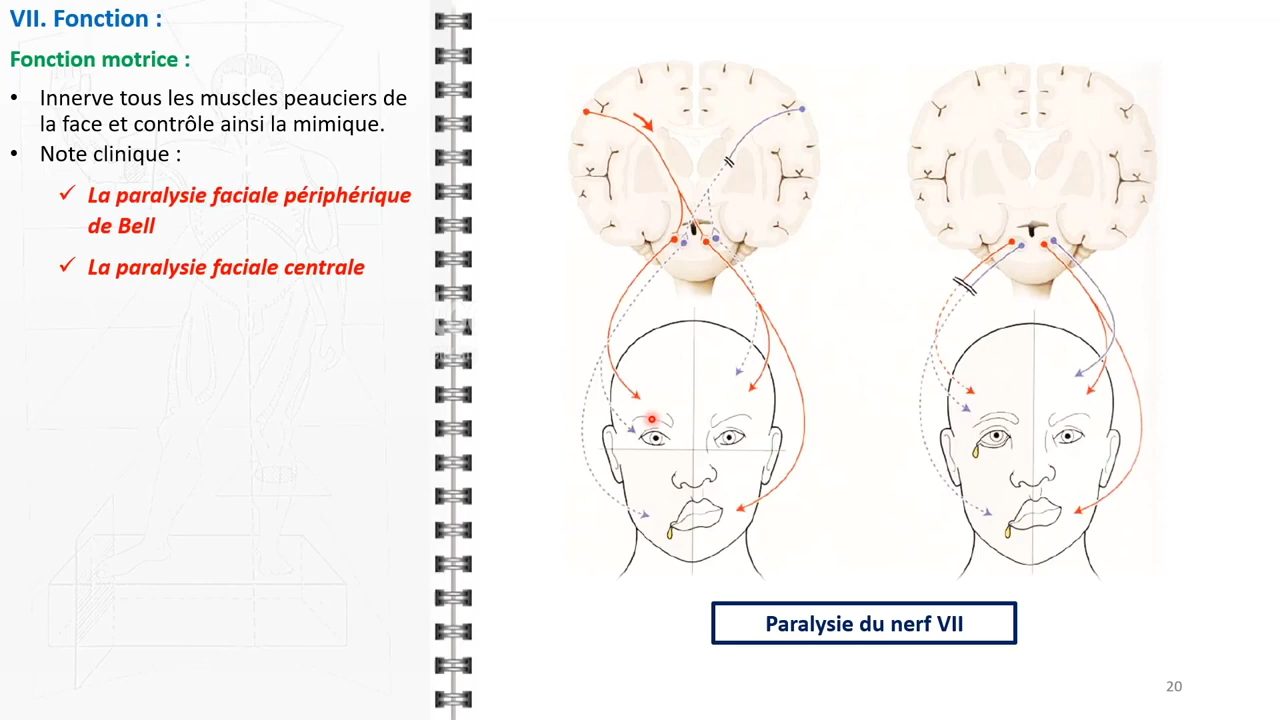 VII. Fonction :
Fonction motrice :
• Innerve tous les muscles peauciers de
la face et contrôle ainsi la mimique.
• Note clinique :
✓ La paralysie faciale périphérique
de Bell
✓ La paralysie faciale centrale
Paralysie du nerf VII
20